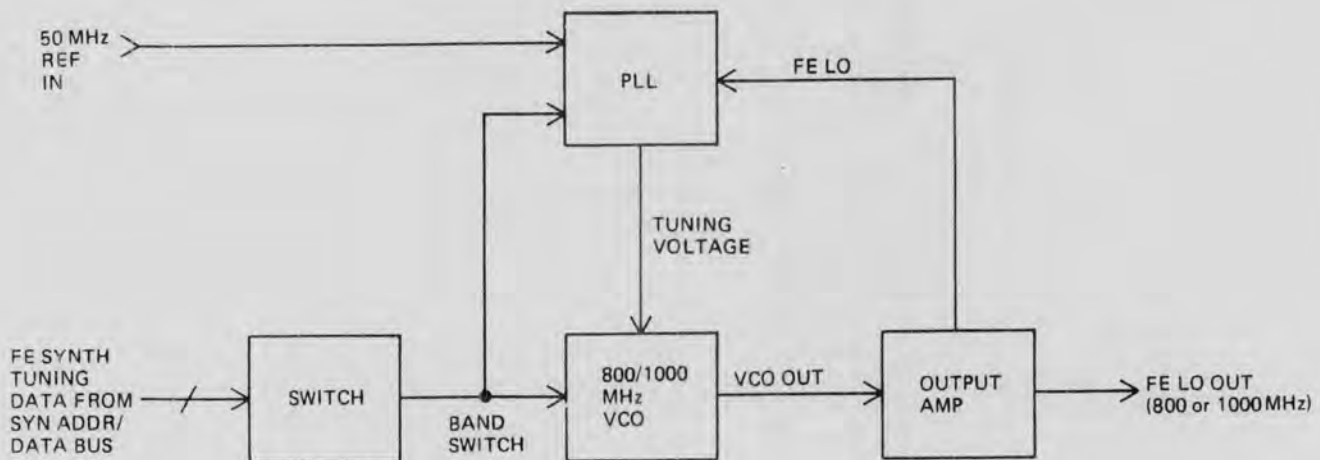 50 MHz
REF
IN
PLL
FE LO
TUNING
VOLTAGE
FE SYNTH
TUNING
DATA FROM
SYN ADDR/
DATA BUS
SWITCH
BAND
SWITCH
800/1000
MHz
VCO
VCO OUT
OUTPUT
AMP
FE LO OUT
(800 or 1000 MHz)